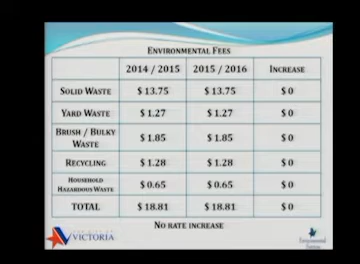 ENVIRONMENTAL FEES
2014 / 2015 2015 / 2016 INCREASE
SOLID WASTE $ 13.75 $ 13.75 $ 0
YARD WASTE $ 1.27 $ 1.27 $ 0
BRUSH / BULKY
WASTE $ 1.85 $ 1.85 $ 0
RECYCLING $ 1.28 $ 1.28 $ 0
HOUSEHOLD
HAZARDOUS WASTE $ 0.65 $ 0.65 $ 0
TOTAL $ 18.81 $ 18.81 $ 0
NO RATE INCREASE
VICTORIA
Environmental